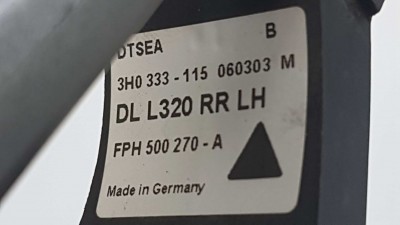 DTSEA B
3H0 333 - 115 060303 M
DL L320 RR LH
FPH 500 270 - A
Made in Germany